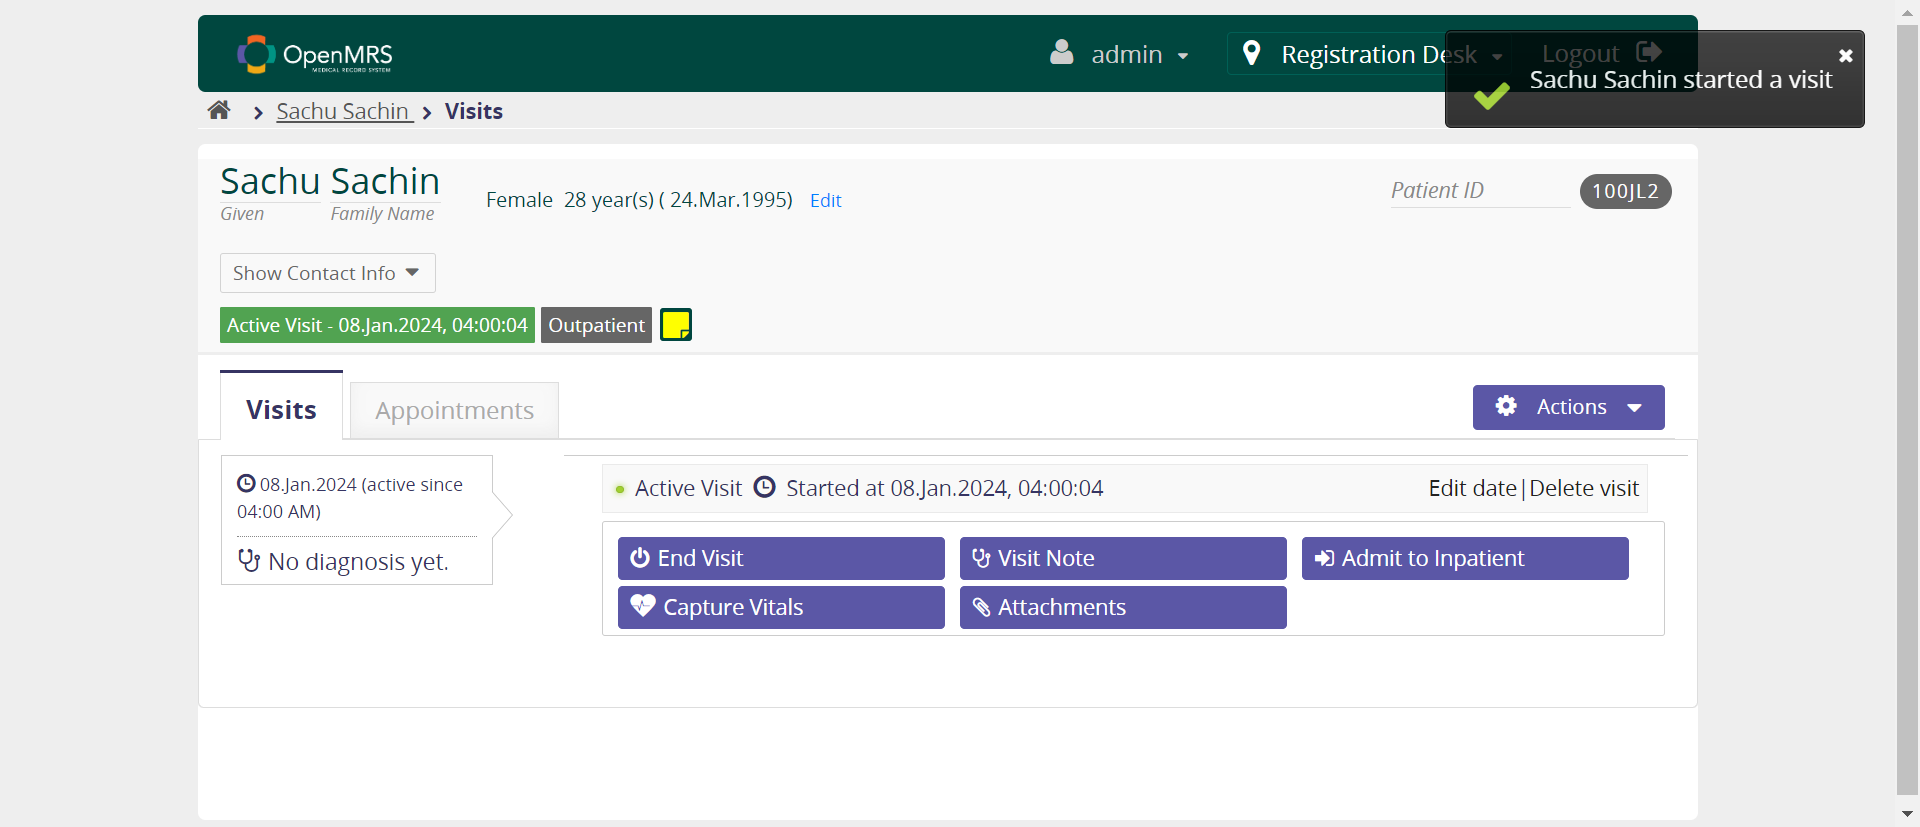 OpenMRS
MEDICAL RECORD SYSTEM
admin
Registration Desk
Logout
Sachu Sachin started a visit
Sachu Sachin
Visits
Sachu Sachin
Given Family Name
Female 28 year(s) ( 24.Mar.1995) Edit
Patient ID 100JL2
Show Contact Info
Active Visit - 08.Jan.2024, 04:00:04 Outpatient
Visits Appointments
Actions
08.Jan.2024 (active since
04:00 AM)
No diagnosis yet.
Active Visit Started at 08.Jan.2024, 04:00:04 Edit date|Delete visit
End Visit Visit Note Admit to Inpatient
Capture Vitals Attachments